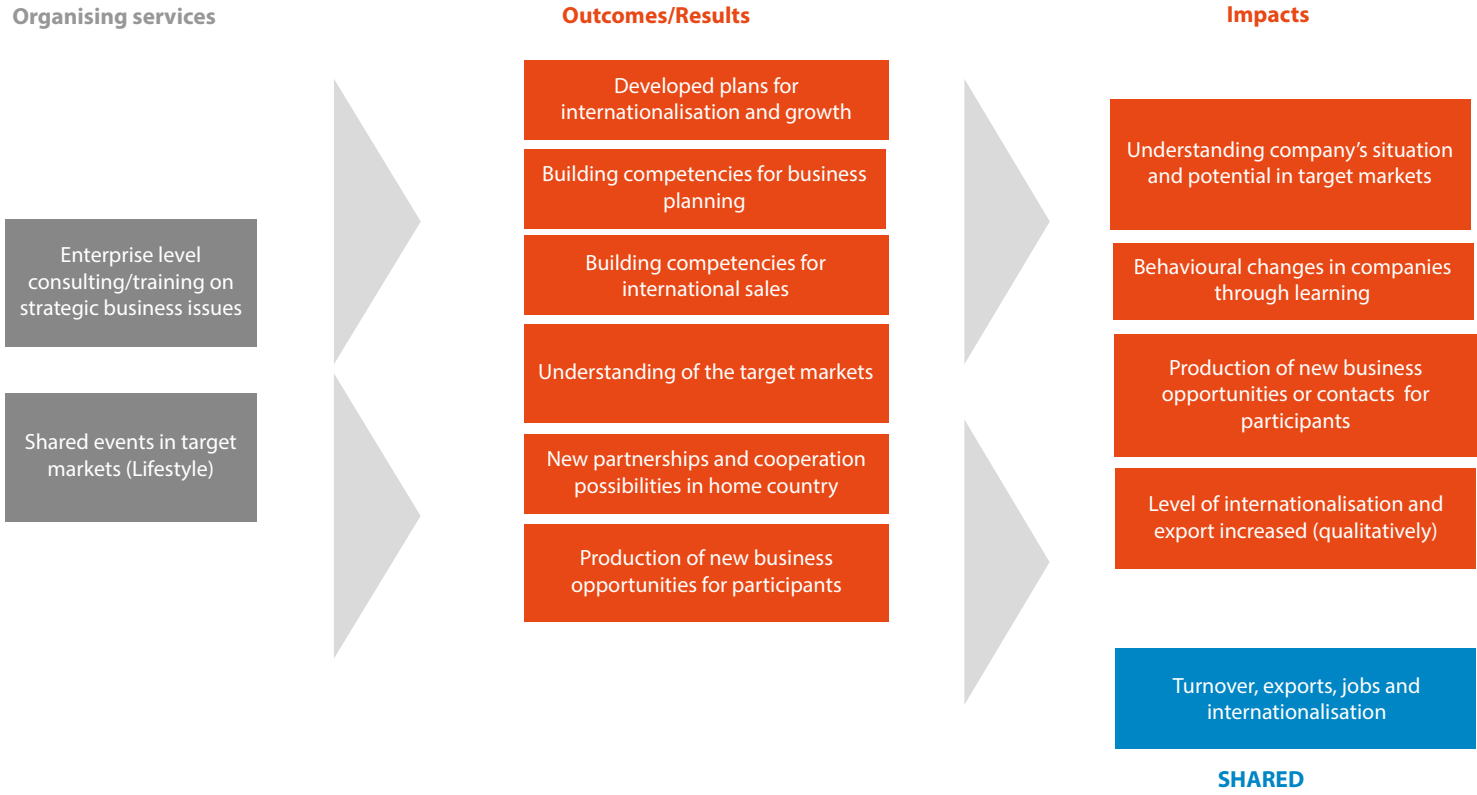 Organising services
Outcomes/Results
Impacts
Enterprise level
consulting/training on
strategic business issues
Shared events in target
markets (Lifestyle)
Developed plans for
internationalisation and growth
Building competencies for business
planning
Building competencies for
international sales
Understanding of the target markets
New partnerships and cooperation
possibilities in home country
Production of new business
opportunities for participants
Understanding company's situation
and potential in target markets
Behavioural changes in companies
through learning
Production of new business
opportunities or contacts for
participants
Level of internationalisation and
export increased (qualitatively)
Turnover, exports, jobs and
internationalisation
SHARED